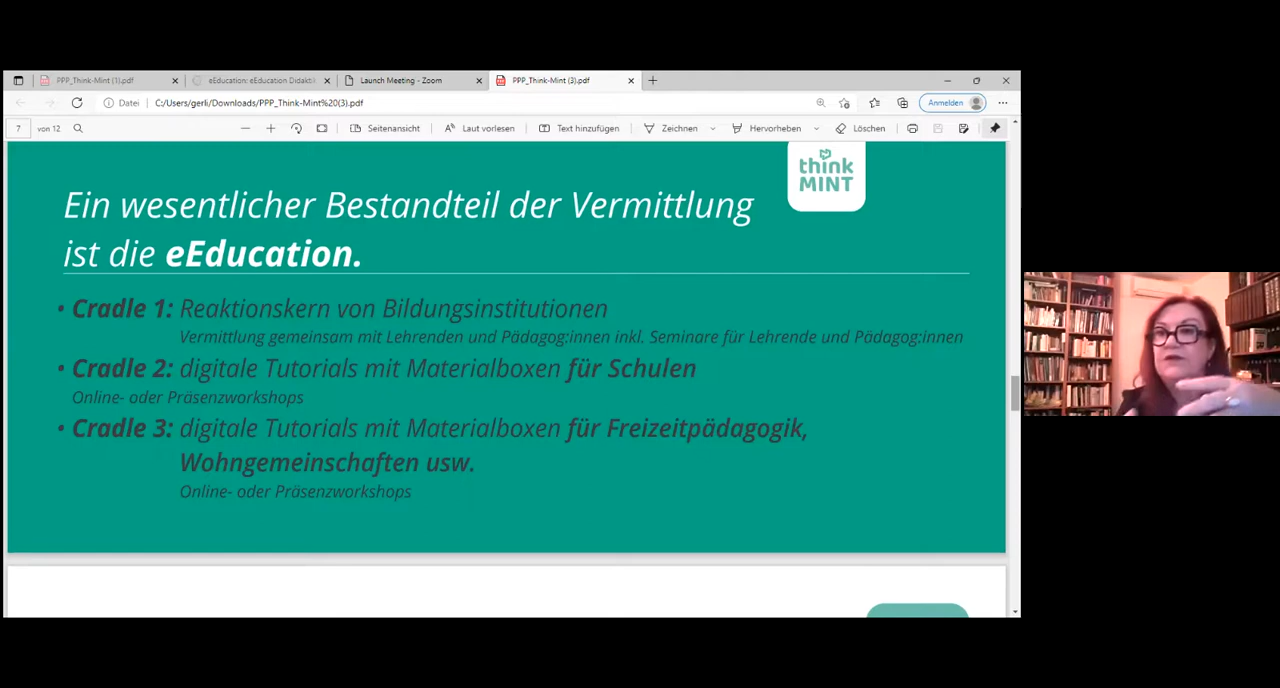 PPP_Think-Mint (1).pdf
eEducation: eEducation Didakti
Launch Meeting - Zoom
PPP_Think-Mint (3).pdf
Datei
C:/Users/gerli/Downloads/PPP_Think-Mint%20(3).pdf
Anmelden
7 von 12
Seitenansicht
Laut vorlesen
Text hinzufügen
Zeichnen
Hervorheben
Löschen
think
MINT
Ein wesentlicher Bestandteil der Vermittlung
ist die eEducation.
• Cradle 1: Reaktionskern von Bildungsinstitutionen
Vermittlung gemeinsam mit Lehrenden und Pädagog:innen inkl. Seminare für Lehrende und Pädagog:innen
• Cradle 2: digitale Tutorials mit Materialboxen für Schulen
Online- oder Präsenzworkshops
• Cradle 3: digitale Tutorials mit Materialboxen für Freizeitpädagogik,
Wohngemeinschaften usw.
Online- oder Präsenzworkshops